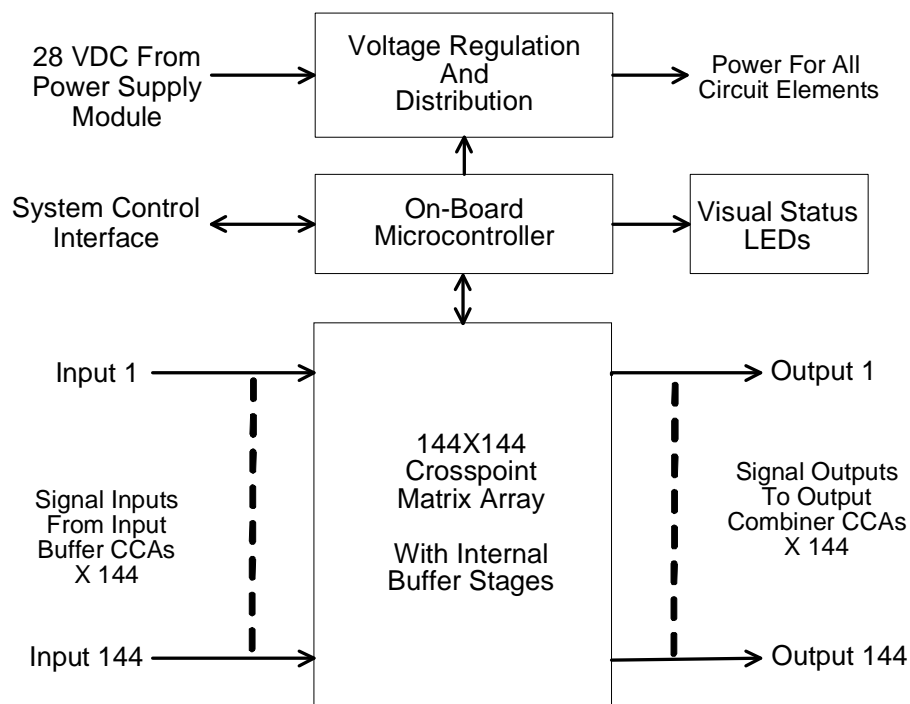 28 VDC From
Power Supply
Module
Voltage Regulation
And
Distribution
Power For All
Circuit Elements
System Control
Interface
On-Board
Microcontroller
Visual Status
LEDs
Input 1
Output 1
Signal Inputs
From Input
Buffer CCAs
X 144
144X144
Crosspoint
Matrix Array
With Internal
Buffer Stages
Signal Outputs
To Output
Combiner CCAs
X 144
Input 144
Output 144